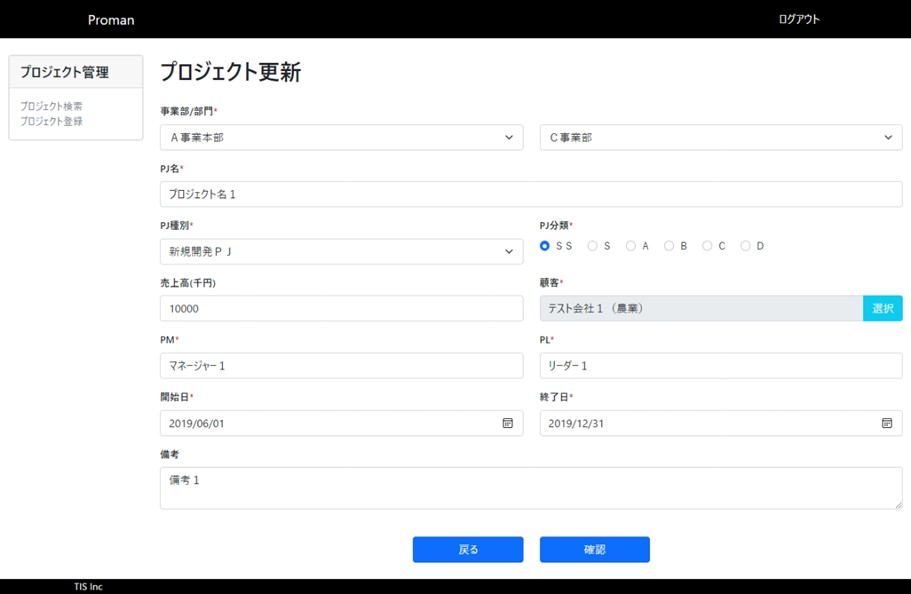 Proman ログアウト
プロジェクト管理
プロジェクト検索
プロジェクト登録
プロジェクト更新
事業部/部門*
A事業本部 C事業部
PJ名*
プロジェクト名1
PJ種別* PJ分類*
新規開発PJ SS S A B C D
売上高(千円) 顧客*
10000 テスト会社1（農業） 選択
PM* PL*
マネージャー1 リーダー1
開始日* 終了日*
2019/06/01 2019/12/31
備考
備考1
戻る 確認
TIS Inc